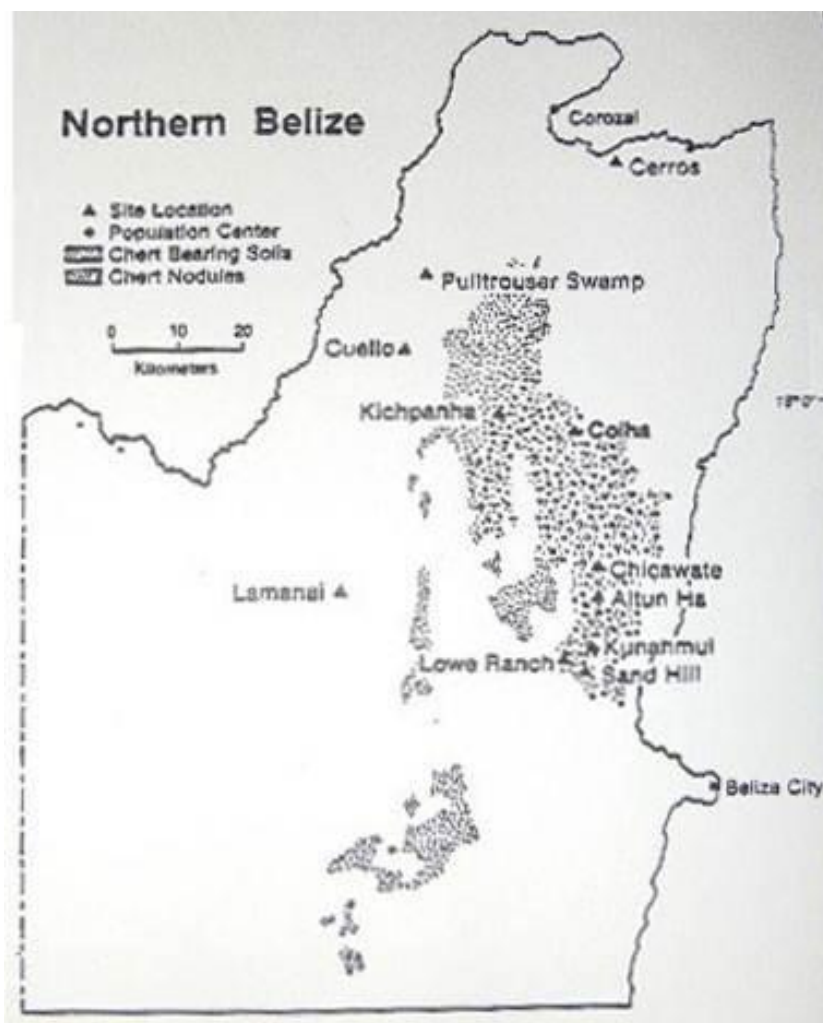 Northern Belize
Corozal
Cerros
Site Location
Population Center
Chert Bearing Soils
Chert Nodules
Pulltrouser Swamp
0 10 20
Kilometers
Cuello
Kichpanha
Colha
Chicawate
Lamanai
Altun Ha
Kunahmul
Lowe Ranch
Sand Hill
Belize City